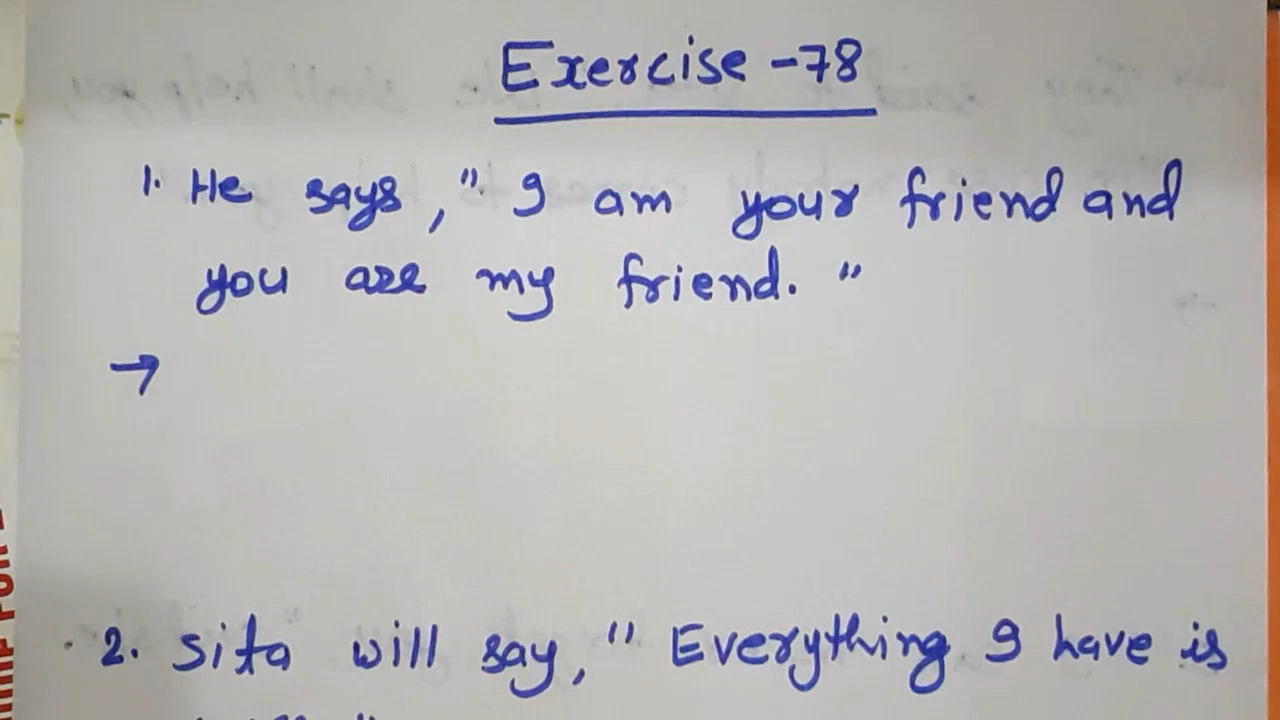 Exercise -78
1. He says, " I am your friend and
you are my friend. "
→
2. Sita will say, " Everything I have is